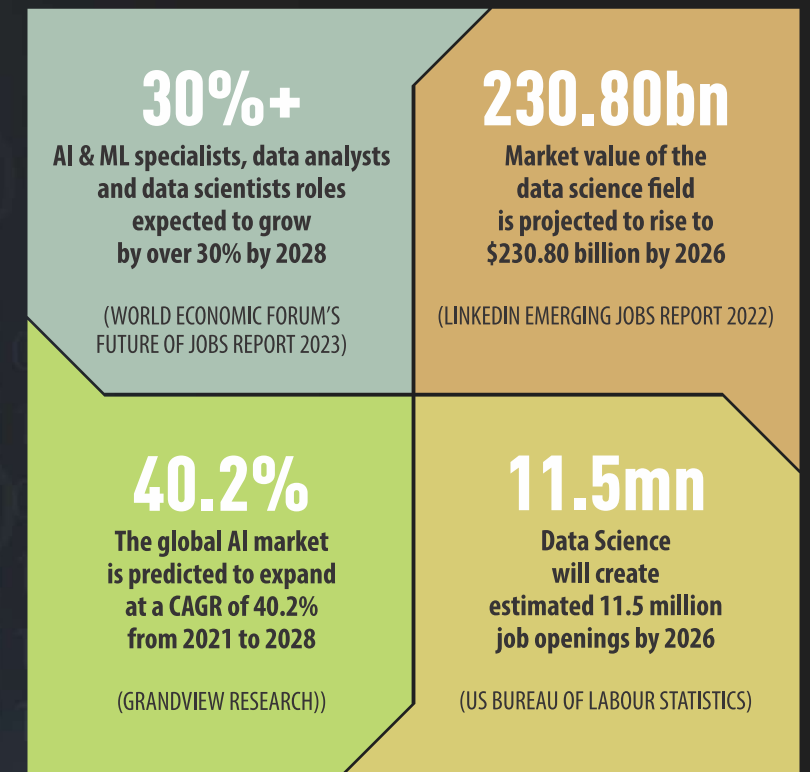 30%+
AI & ML specialists, data analysts
and data scientists roles
expected to grow
by over 30% by 2028
(WORLD ECONOMIC FORUM'S
FUTURE OF JOBS REPORT 2023)
230.80bn
Market value of the
data science field
is projected to rise to
$230.80 billion by 2026
(LINKEDIN EMERGING JOBS REPORT 2022)
40.2%
The global AI market
is predicted to expand
at a CAGR of 40.2%
from 2021 to 2028
(GRANDVIEW RESEARCH))
11.5mn
Data Science
will create
estimated 11.5 million
job openings by 2026
(US BUREAU OF LABOUR STATISTICS)